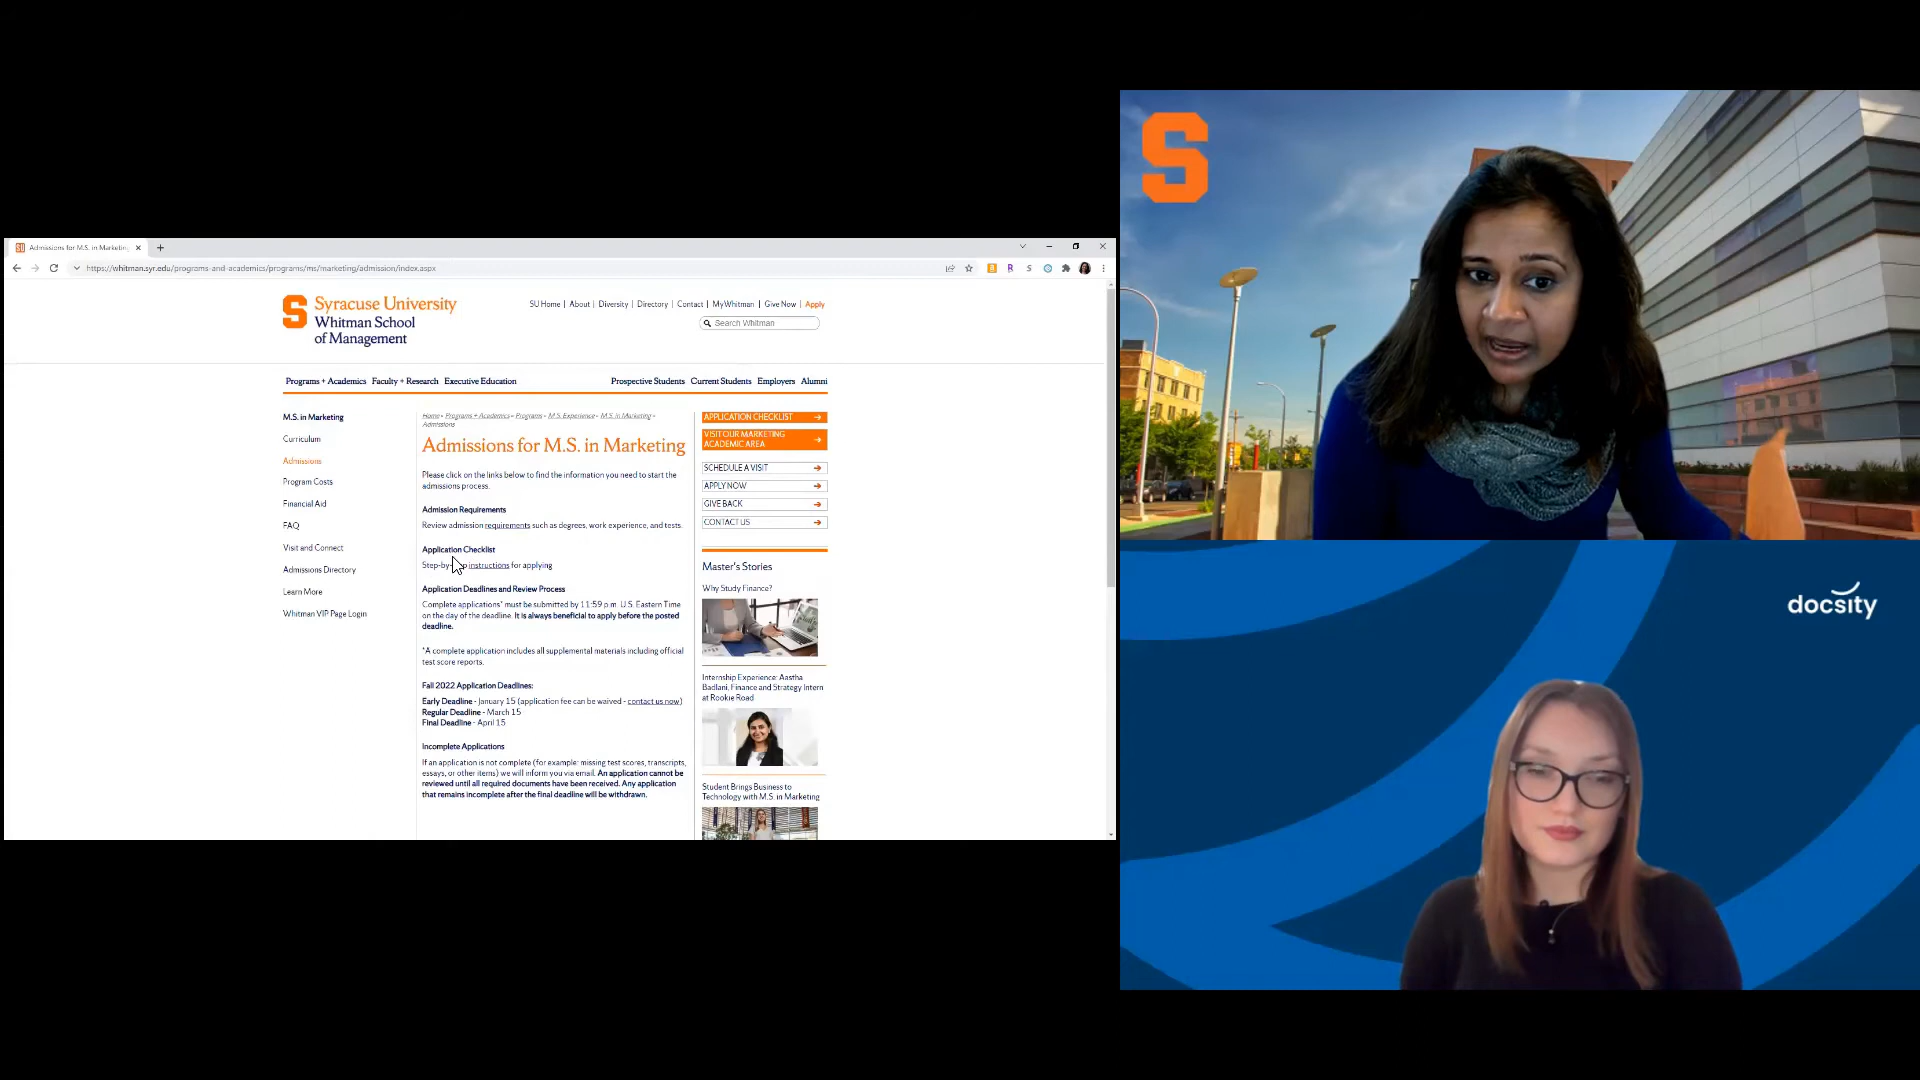 Admissions for M.S. in Marketin
https://whitman.syr.edu/programs-and-academics/programs/ms/marketing/admission/index.aspx
Syracuse University
Whitman School
of Management
SU Home | About | Diversity | Directory | Contact | MyWhitman | Give Now | Apply
Search Whitman
Programs + Academics Faculty + Research Executive Education
Prospective Students Current Students Employers Alumni
M.S. in Marketing
Curriculum
Admissions
Program Costs
Financial Aid
FAQ
Visit and Connect
Admissions Directory
Learn More
Whitman VIP Page Login
Home » Programs + Academics » Programs » M.S. Experience » M.S. in Marketing »
Admissions
Admissions for M.S. in Marketing
Please click on the links below to find the information you need to start the
admissions process.
Admission Requirements
Review admission requirements such as degrees, work experience, and tests.
Application Checklist
instructions for applying
Application Deadlines and Review Process
Complete applications* must be submitted by 11:59 p.m. U.S. Eastern Time
on the day of the deadline. It is always beneficial to apply before the posted
deadline.
*A complete application includes all supplemental materials including official
test score reports.
Fall 2022 Application Deadlines:
Early Deadline - January 15 (application fee can be waived - contact us now)
Regular Deadline - March 15
Final Deadline - April 15
Incomplete Applications
If an application is not complete (for example: missing test scores, transcripts,
essays, or other items) we will inform you via email. An application cannot be
reviewed until all required documents have been received. Any application
that remains incomplete after the final deadline will be withdrawn.
APPLICATION CHECKLIST
VISIT OUR MARKETING
ACADEMIC AREA
SCHEDULE A VISIT
APPLY NOW
GIVE BACK
CONTACT US
Master's Stories
Why Study Finance?
Internship Experience: Aastha
Badlani, Finance and Strategy Intern
at Rookie Road
Student Brings Business to
Technology with M.S. in Marketing
S
docsity